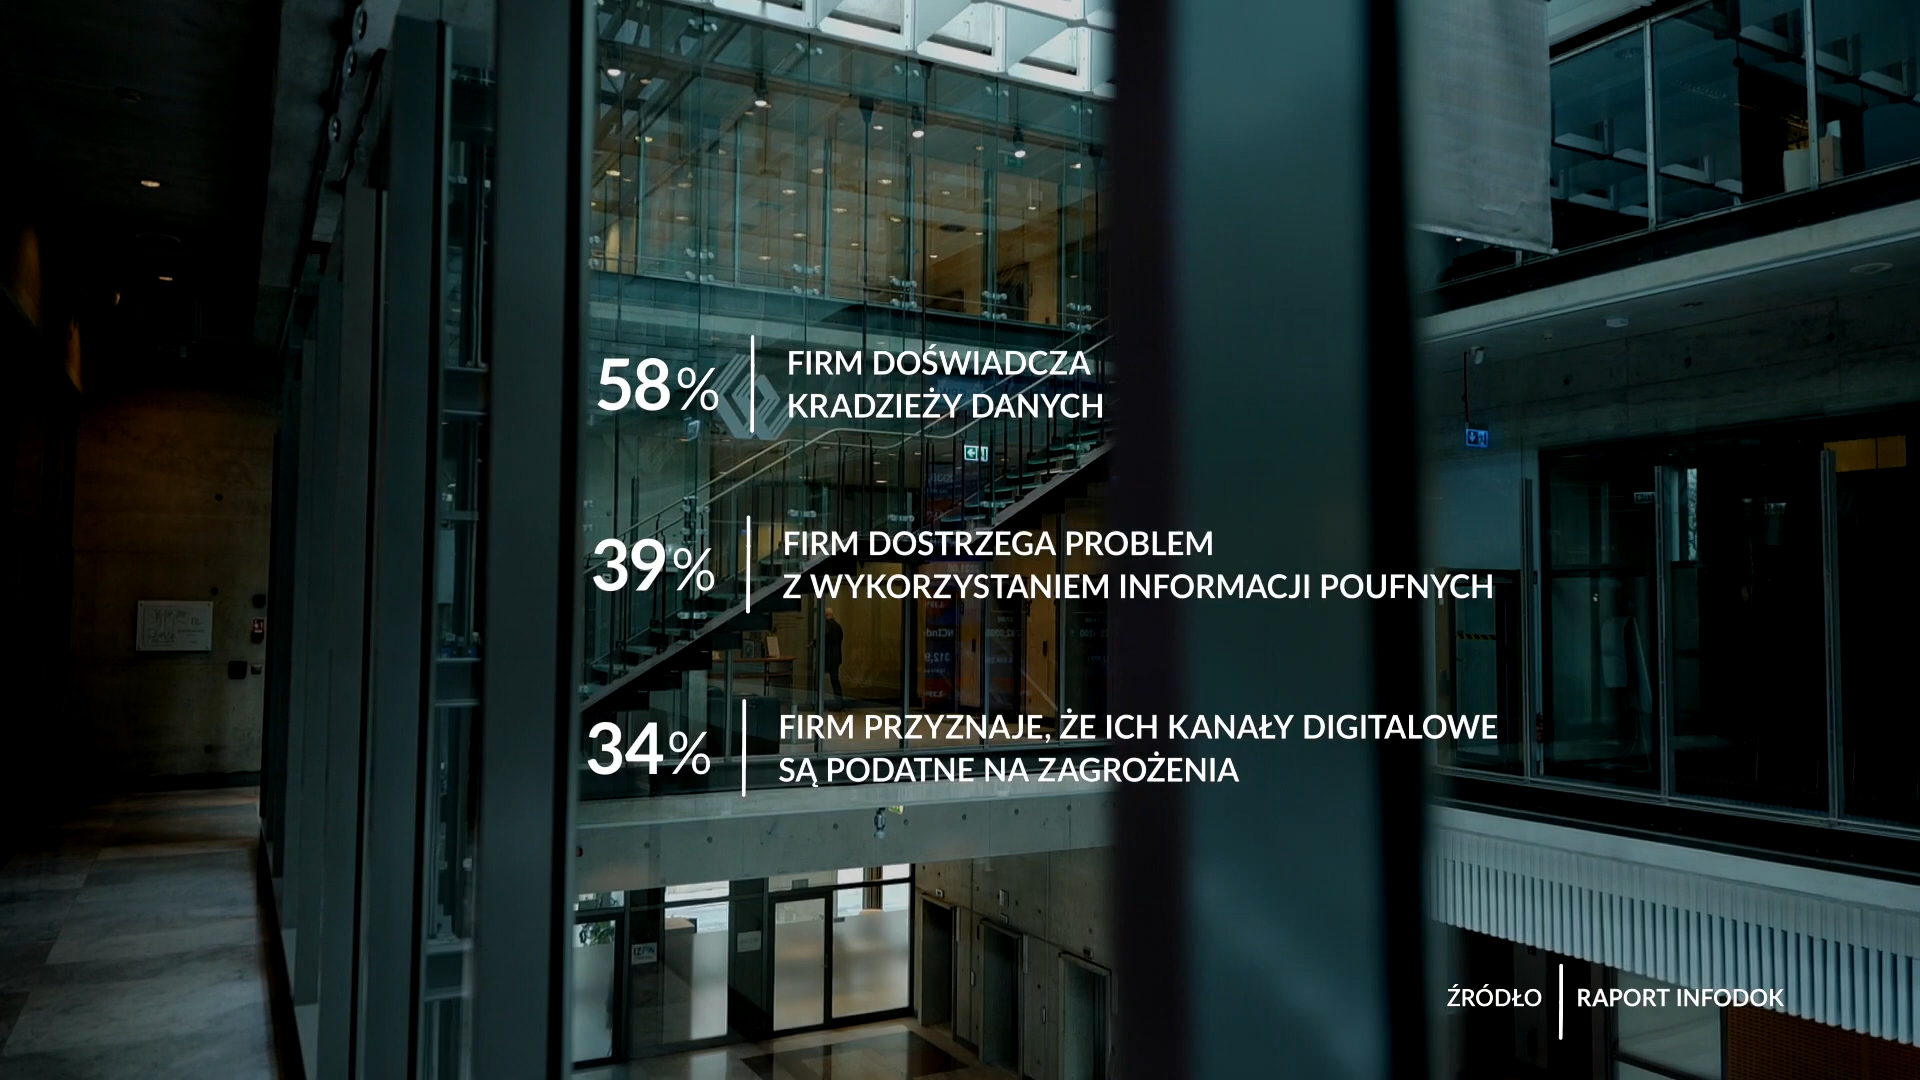 58%
FIRM DOŚWIADCZA
KRADZIEŻY DANYCH
39%
FIRM DOSTRZEGA PROBLEM
Z WYKORZYSTANIEM INFORMACJI POUFNYCH
34%
FIRM PRZYZNAJE, ŻE ICH KANAŁY DIGITALOWE
SĄ PODATNE NA ZAGROŻENIA
ŹRÓDŁO
RAPORT INFODOK